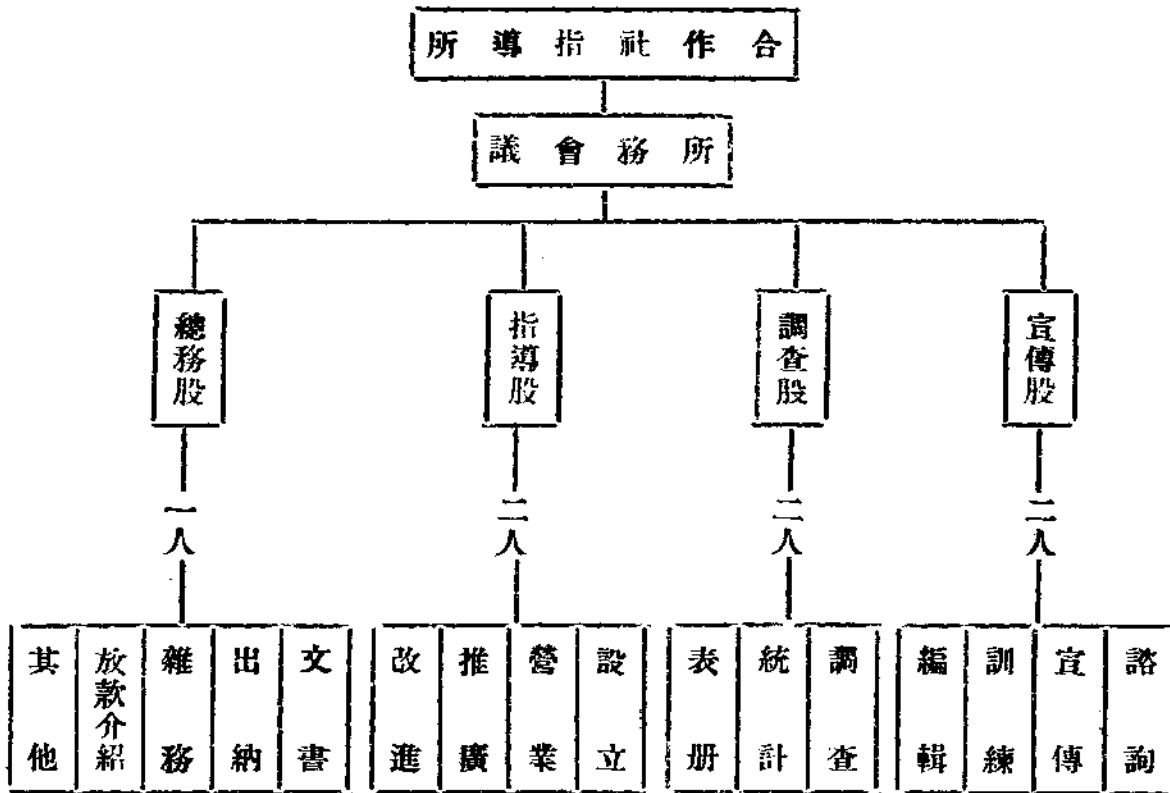 合作社指導所
所務會議
宣傳股
調查股
指導股
總務股
二人
二人
二人
一人
諮詢
宣傳
訓練
編輯
調查
統計
表册
設立
營業
推廣
改進
文書
出納
雜務
放款介紹
其他